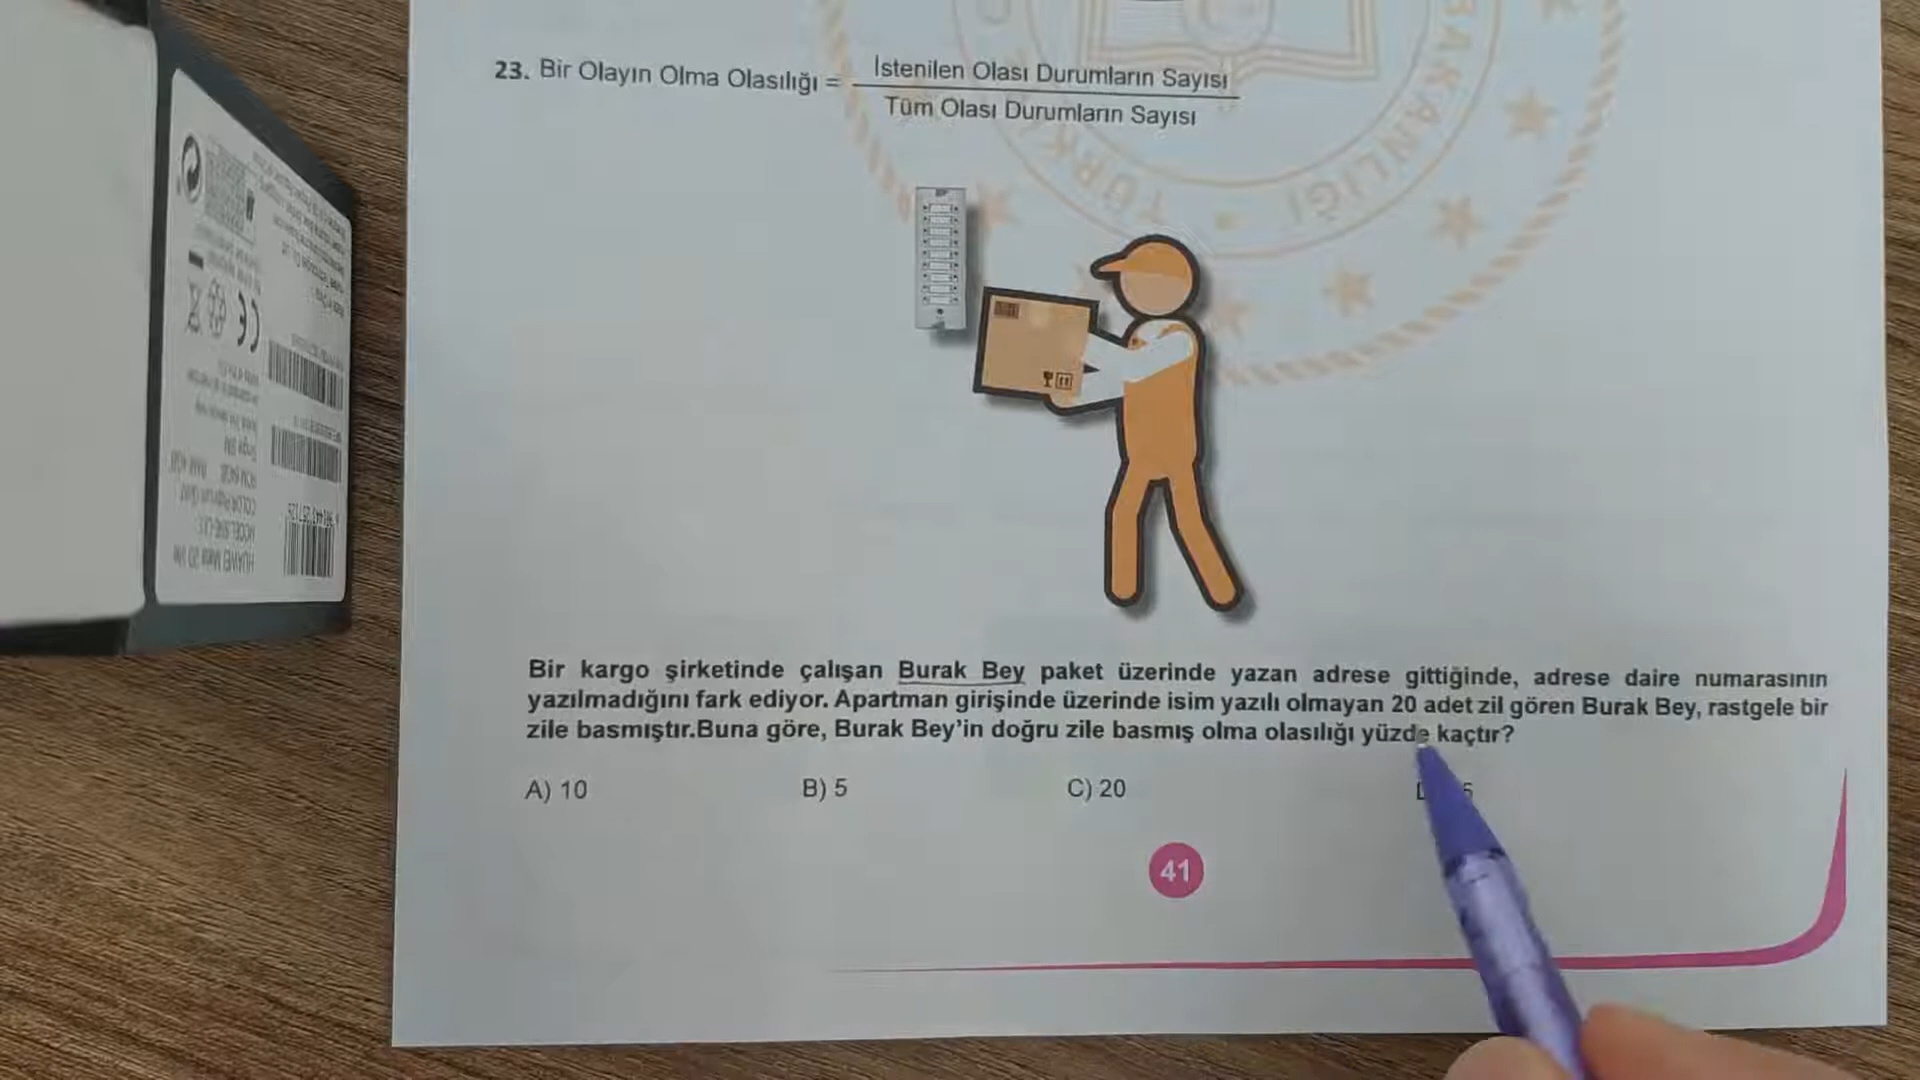 23. Bir Olayın Olma Olasılığı =
İstenilen Olası Durumların Sayısı
Tüm Olası Durumların Sayısı
TÜRK
BAKANLIĞI
Bir kargo şirketinde çalışan Burak Bey paket üzerinde yazan adrese gittiğinde, adrese daire numarasının
yazılmadığını fark ediyor. Apartman girişinde üzerinde isim yazılı olmayan 20 adet zil gören Burak Bey, rastgele bir
zile basmıştır.Buna göre, Burak Bey'in doğru zile basmış olma olasılığı yüzde kaçtır?
A) 10
B) 5
C) 20
41